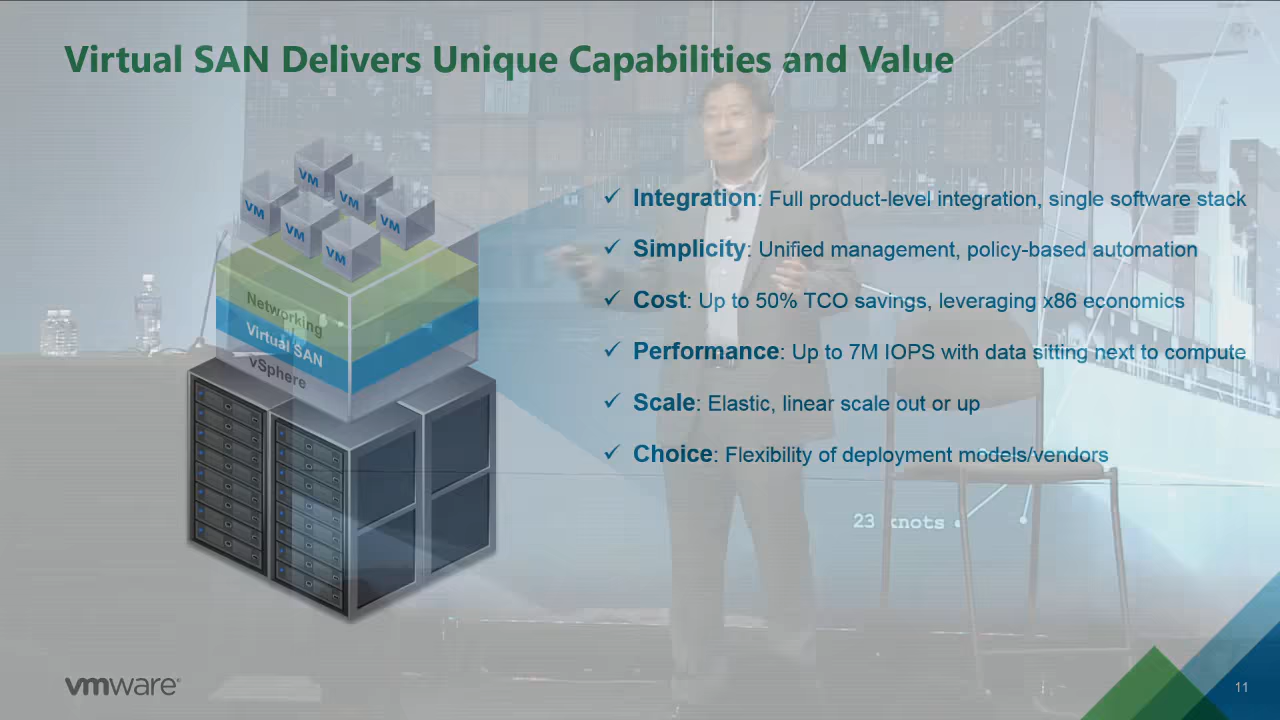 Virtual SAN Delivers Unique Capabilities and Value
VM
VM
VM
VM
VM
VM
Networking
Virtual SAN
vSphere
✓ Integration: Full product-level integration, single software stack
✓ Simplicity: Unified management, policy-based automation
✓ Cost: Up to 50% TCO savings, leveraging x86 economics
✓ Performance: Up to 7M IOPS with data sitting next to compute
✓ Scale: Elastic, linear scale out or up
✓ Choice: Flexibility of deployment models/vendors
23 knots
vmware
11